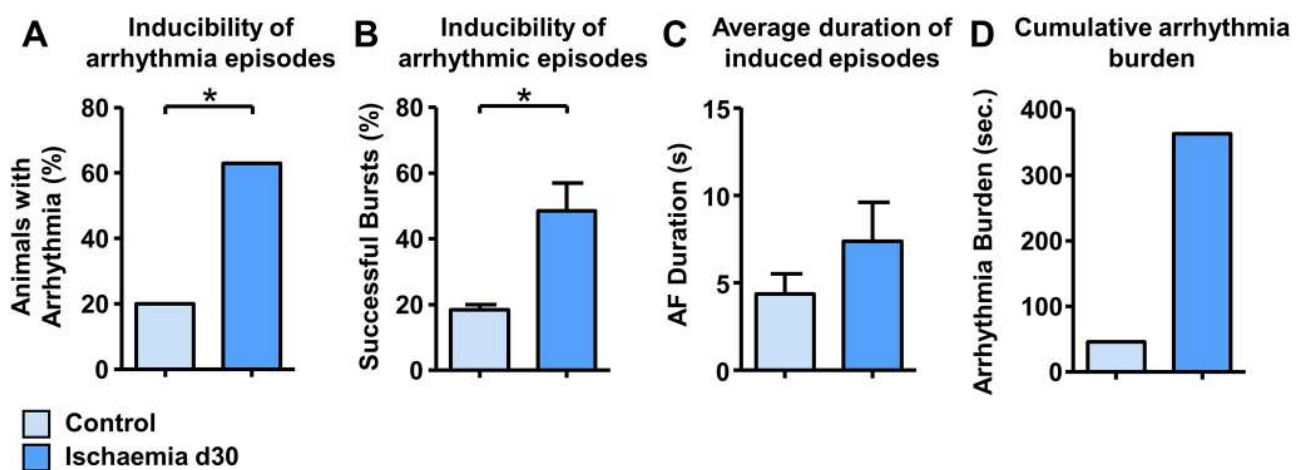 A
Inducibility of
arrhythmia episodes
Animals with
Arrhythmia (%)
80
60
40
20
0
*
B
Inducibility of
arrhythmic episodes
Successful Bursts (%)
80
60
40
20
0
*
C
Average duration of
induced episodes
AF Duration (s)
15
10
5
0
D
Cumulative arrhythmia
burden
Arrhythmia Burden (sec.)
400
300
200
100
0
Control
Ischaemia d30